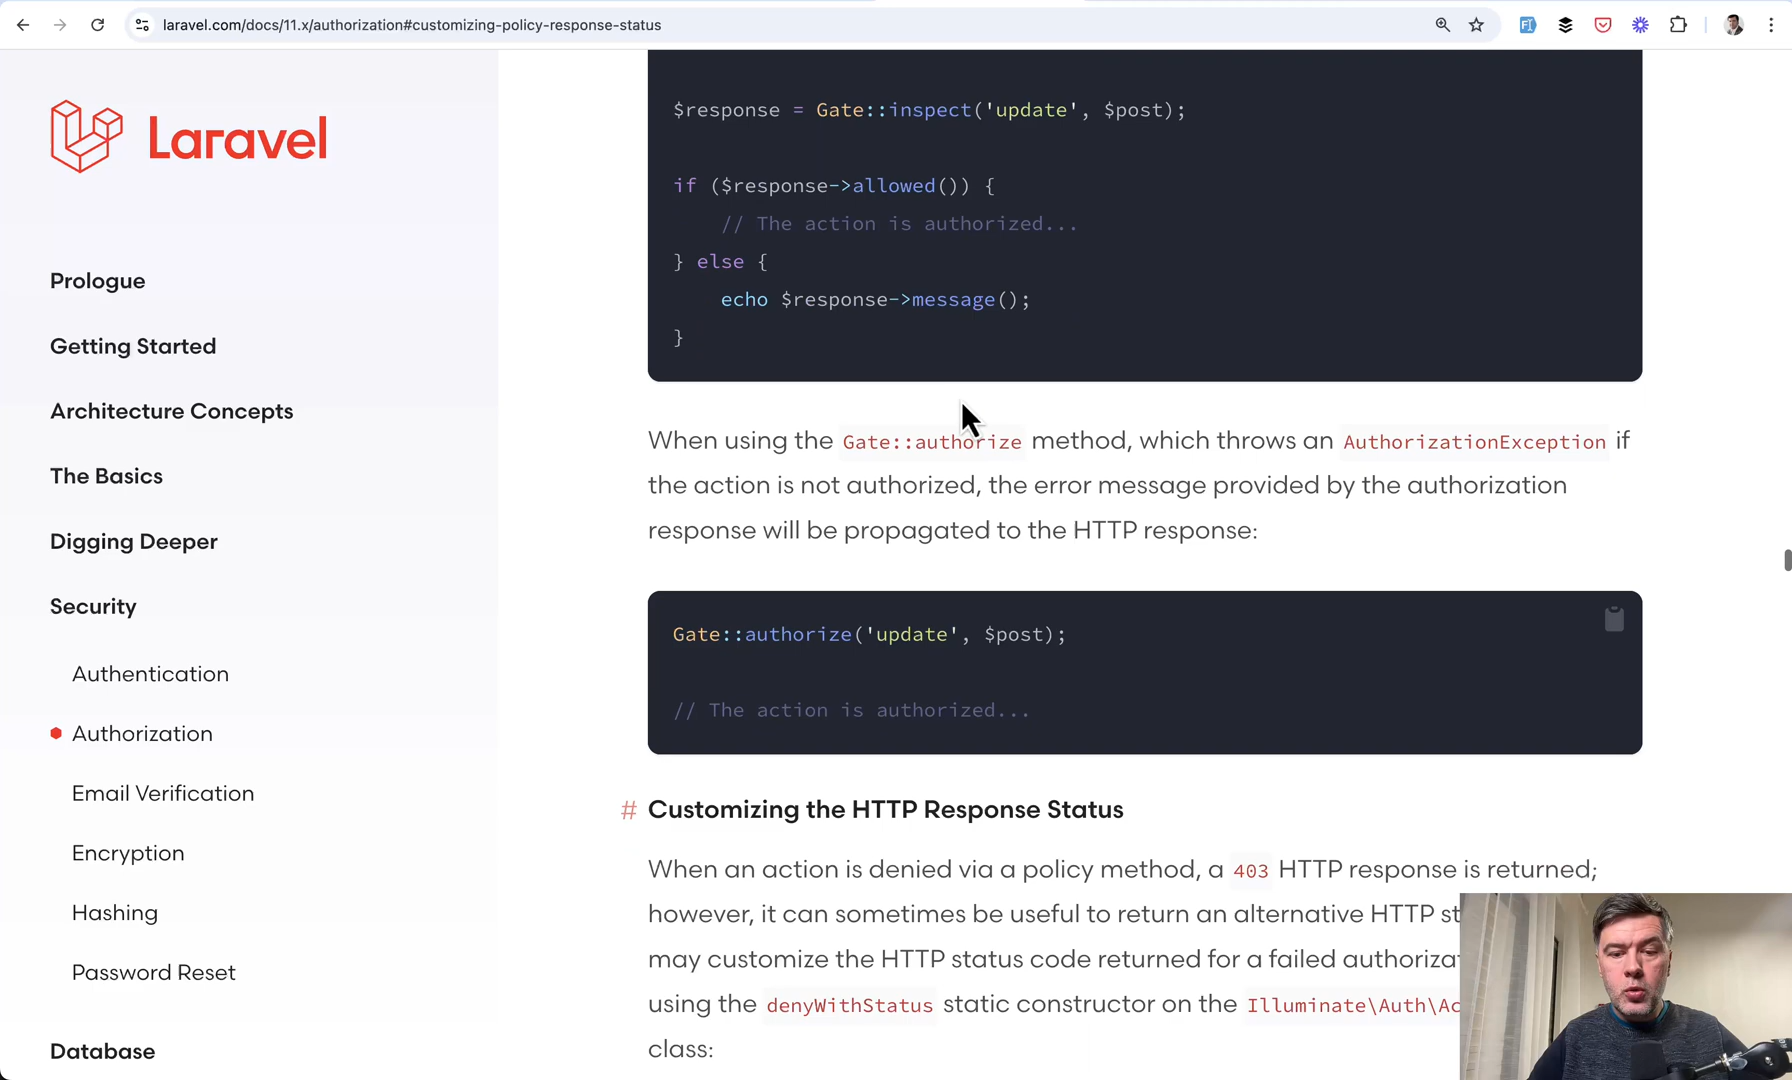 laravel.com/docs/11.x/authorization#customizing-policy-response-status
Laravel
Prologue
Getting Started
Architecture Concepts
The Basics
Digging Deeper
Security
Authentication
Authorization
Email Verification
Encryption
Hashing
Password Reset
Database
$response = Gate::inspect('update', $post);
if ($response->allowed()) {
// The action is authorized...
} else {
echo $response->message();
}
When using the Gate::authorize method, which throws an AuthorizationException if
the action is not authorized, the error message provided by the authorization
response will be propagated to the HTTP response:
Gate::authorize('update', $post);
// The action is authorized...
# Customizing the HTTP Response Status
When an action is denied via a policy method, a 403 HTTP response is returned;
however, it can sometimes be useful to return an alternative HTTP st
may customize the HTTP status code returned for a failed authorizat
using the denyWithStatus static constructor on the Illuminate\Auth\Ac
class: